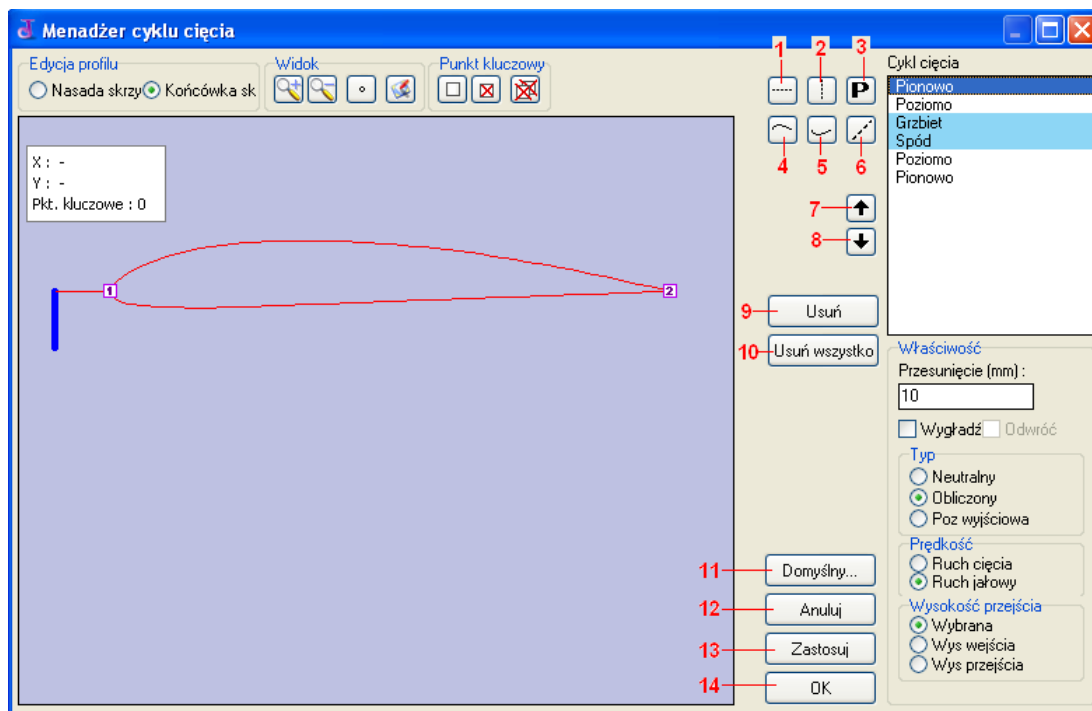 Menadżer cyklu cięcia
Edycja profilu
Nasada skrzy
Końcówka sk
Widok
Punkt kluczowy
X : -
Y : -
Pkt. kluczowe : 0
1
2
1
2
3
P
4
5
6
7
8
9
Usuń
10
Usuń wszystko
11
Domyślny...
12
Anuluj
13
Zastosuj
14
OK
Cykl cięcia
Pionowo
Poziomo
Grzbiet
Spód
Poziomo
Pionowo
Właściwość
Przesunięcie (mm) :
10
Wygładź
Odwróć
Typ
Neutralny
Obliczony
Poz wyjściowa
Prędkość
Ruch cięcia
Ruch jałowy
Wysokość przejścia
Wybrana
Wys wejścia
Wys przejścia